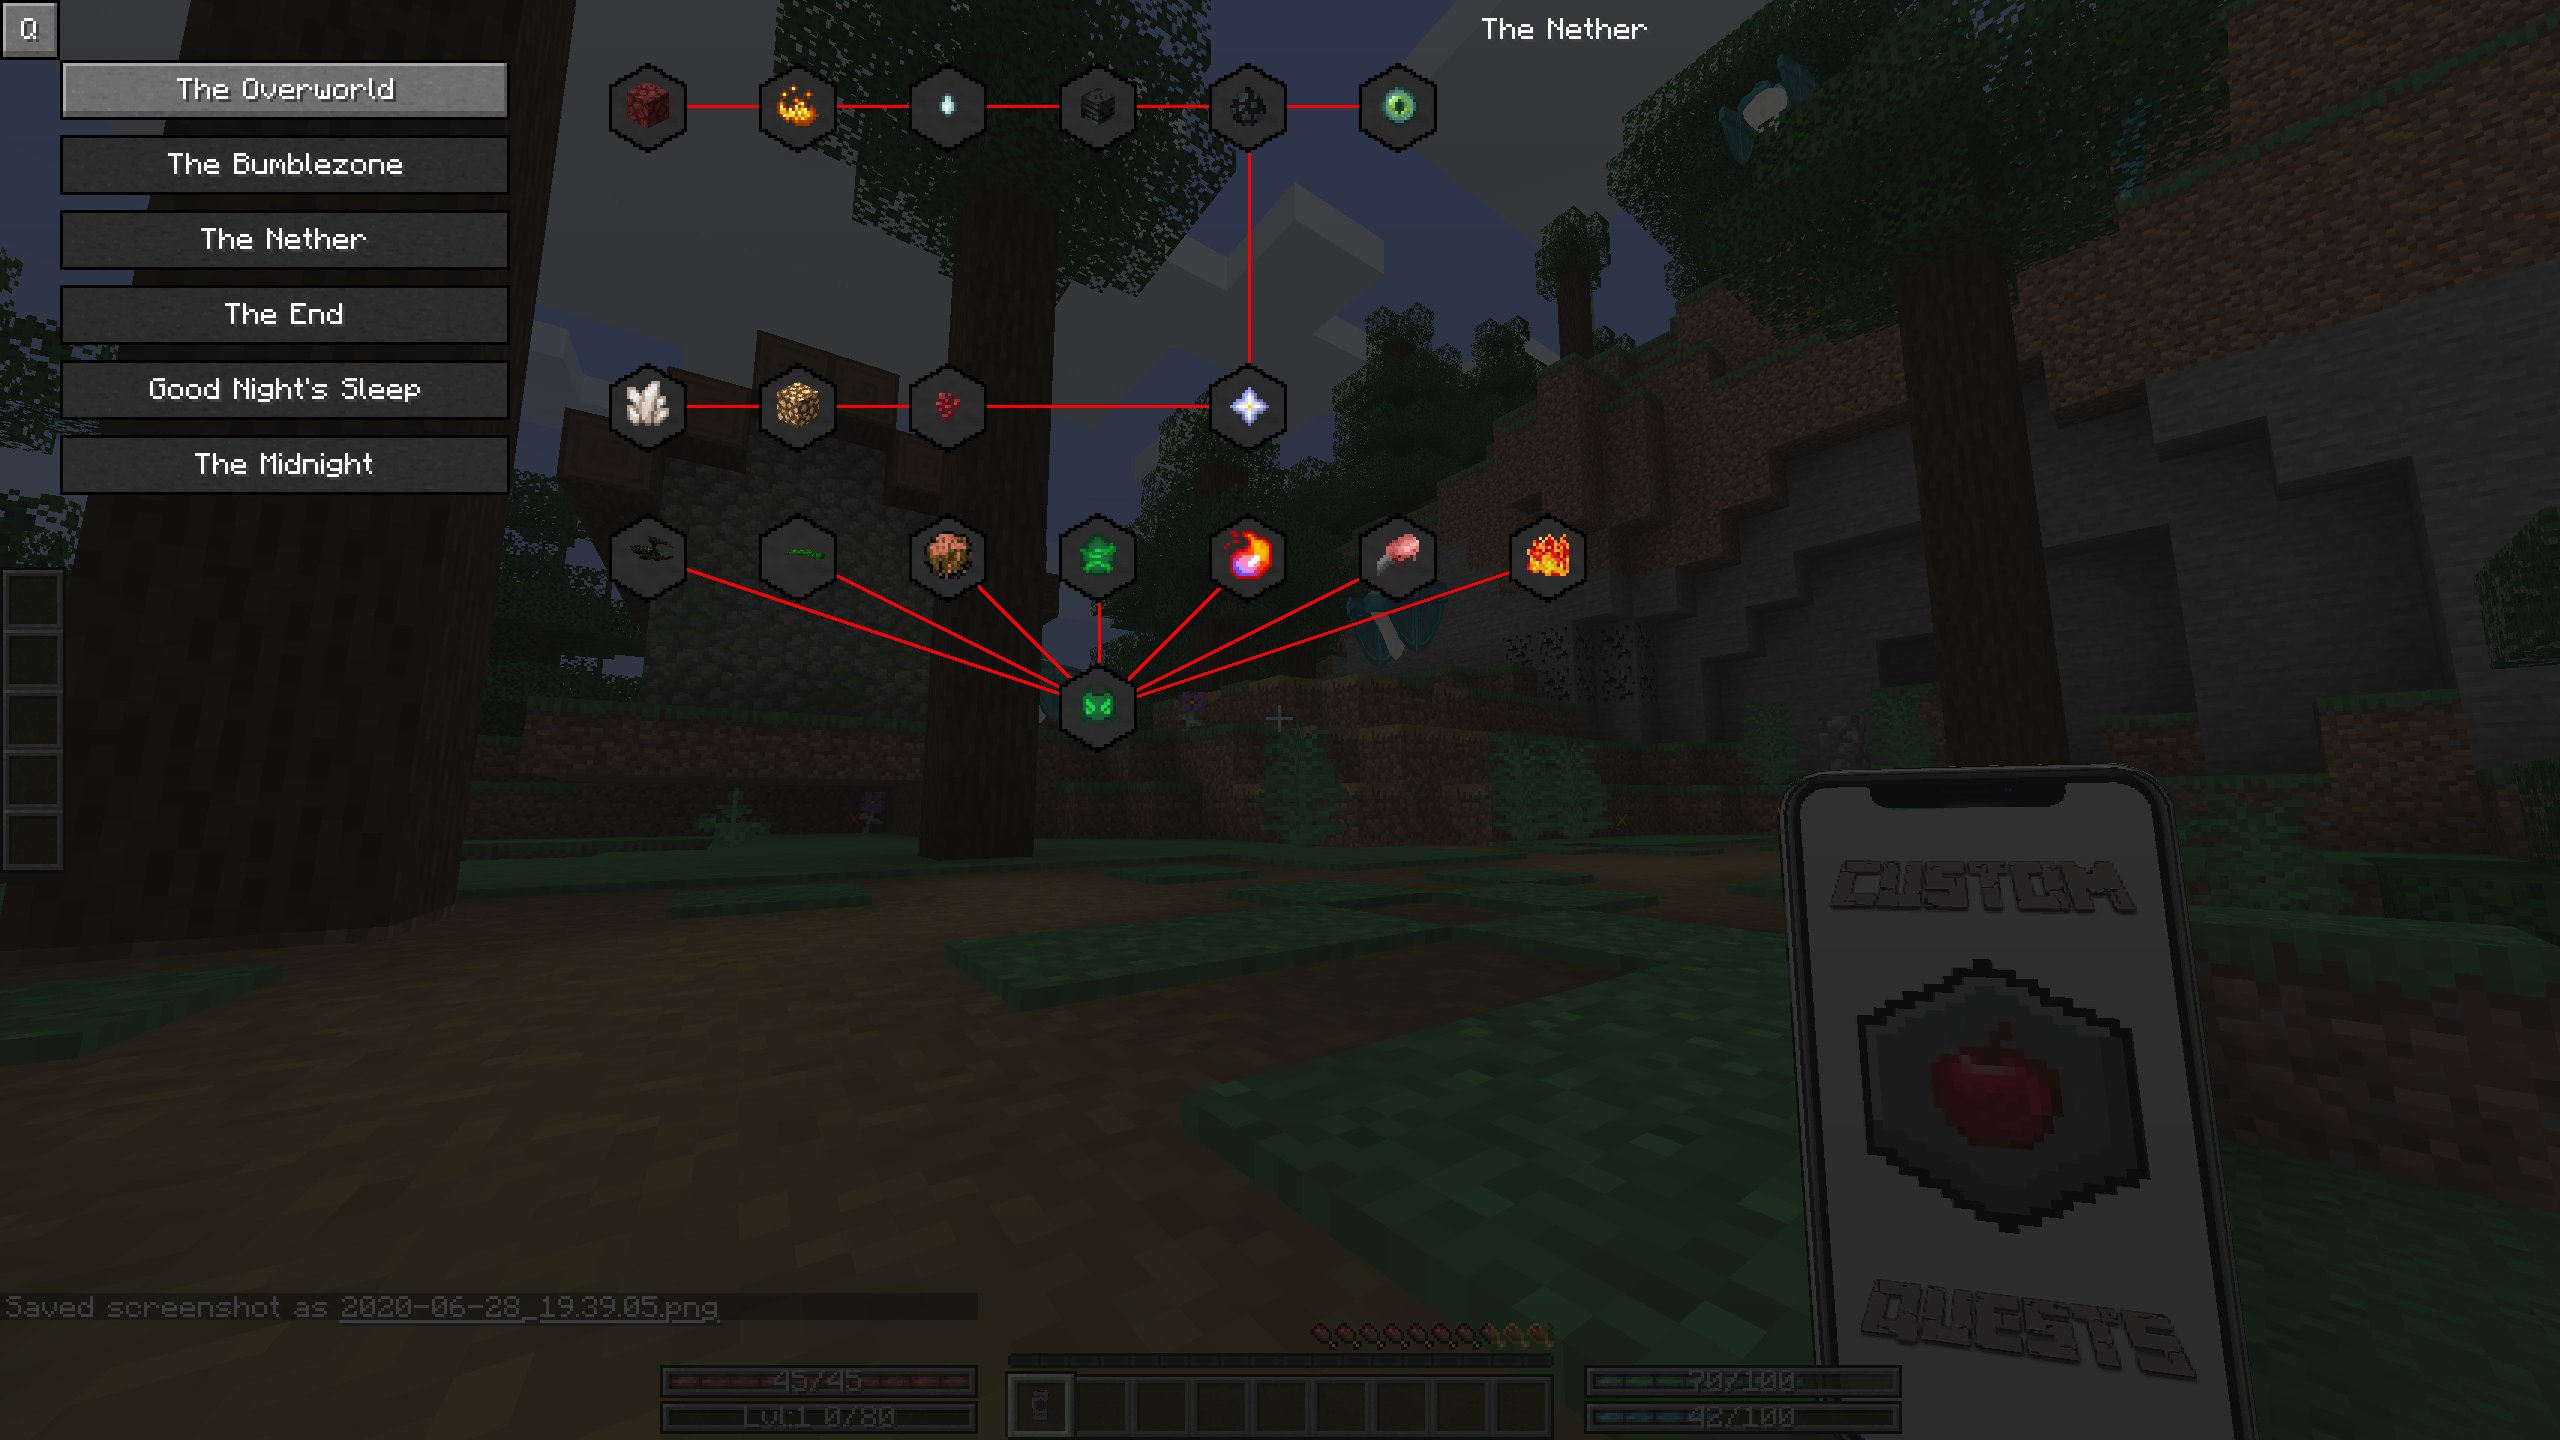 Q
The Nether
The Overworld
The Bumblezone
The Nether
The End
Good Night's Sleep
The Midnight
CUSTOM
QUESTS
Saved screenshot as 2020-06-28_19.39.05.png
45/45
Lvl:1 0/80
70/100
42/100